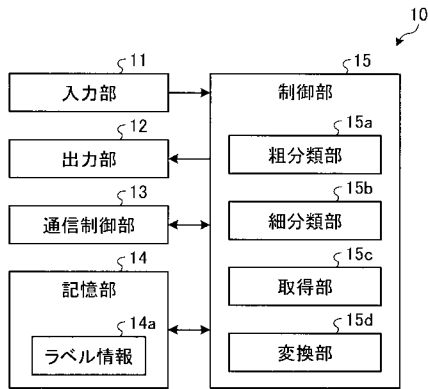 10
11
入力部
12
出力部
13
通信制御部
14
記憶部
14a
ラベル情報
15
制御部
15a
粗分類部
15b
細分類部
15c
取得部
15d
変換部